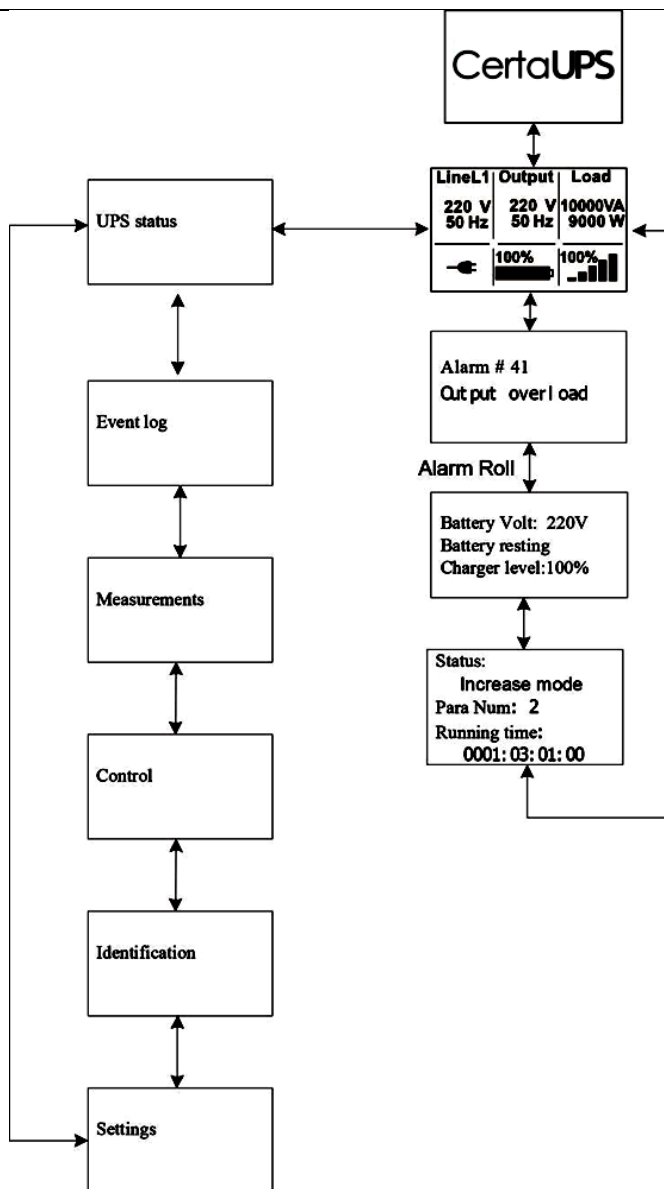 CertaUPS
LineL1 Output Load
220 V 220 V 10000VA
50 Hz 50 Hz 9000 W
100% 100%
UPS status
Alarm # 41
Output overload
Event log
Alarm Roll
Battery Volt: 220V
Battery resting
Charger level:100%
Measurements
Status:
Increase mode
Para Num: 2
Running time:
0001:03:01:00
Control
Identification
Settings